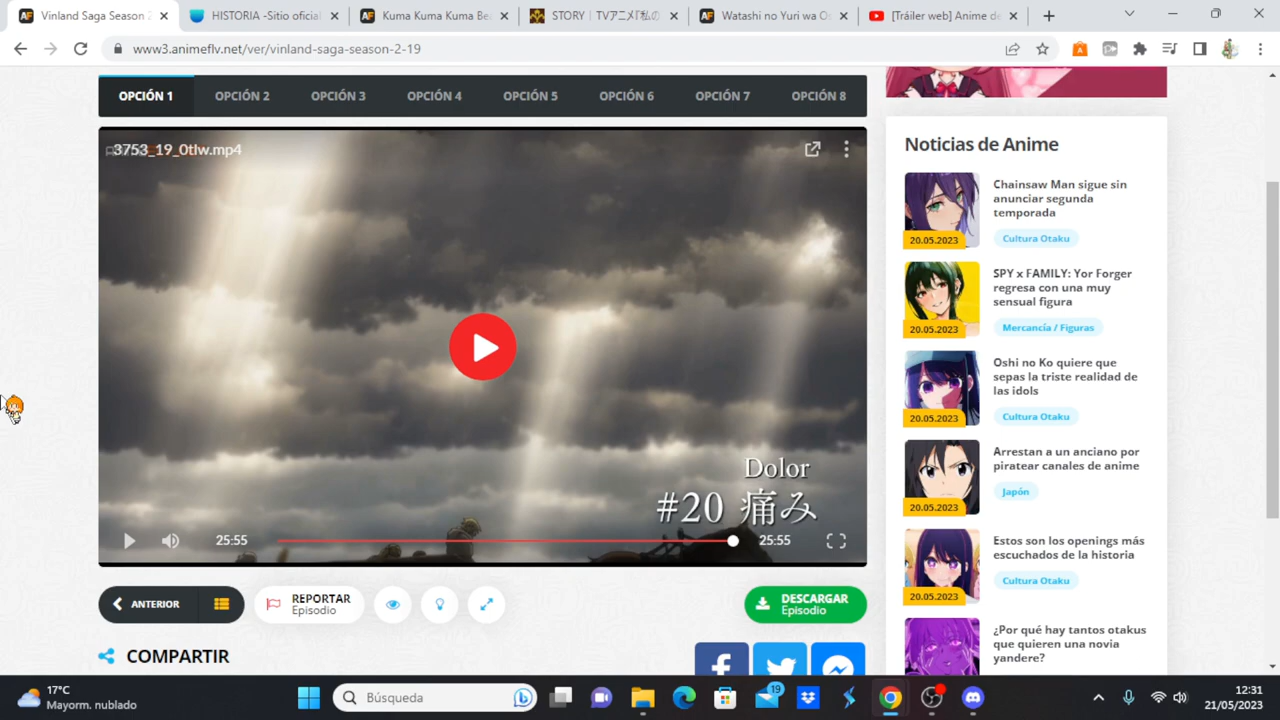 Vinland Saga Season 2
HISTORIA -Sitio oficial
Kuma Kuma Kuma Be
STORY｜TVアニメ『私の
Watashi no Yuri wa O
[Tráiler web] Anime de
www3.animeflv.net/ver/vinland-saga-season-2-19
OPCIÓN 1
OPCIÓN 2
OPCIÓN 3
OPCIÓN 4
OPCIÓN 5
OPCIÓN 6
OPCIÓN 7
OPCIÓN 8
3753_19_0tlw.mp4
Dolor
#20 痛み
25:55
25:55
ANTERIOR
REPORTAR
Episodio
DESCARGAR
Episodio
COMPARTIR
Noticias de Anime
Chainsaw Man sigue sin
anunciar segunda
temporada
20.05.2023
Cultura Otaku
SPY x FAMILY: Yor Forger
regresa con una muy
sensual figura
20.05.2023
Mercancía / Figuras
Oshi no Ko quiere que
sepas la triste realidad de
las idols
20.05.2023
Cultura Otaku
Arrestan a un anciano por
piratear canales de anime
20.05.2023
Japón
Estos son los openings más
escuchados de la historia
20.05.2023
Cultura Otaku
¿Por qué hay tantos otakus
que quieren una novia
yandere?
17°C
Mayorm. nublado
Búsqueda
19
12:31
21/05/2023